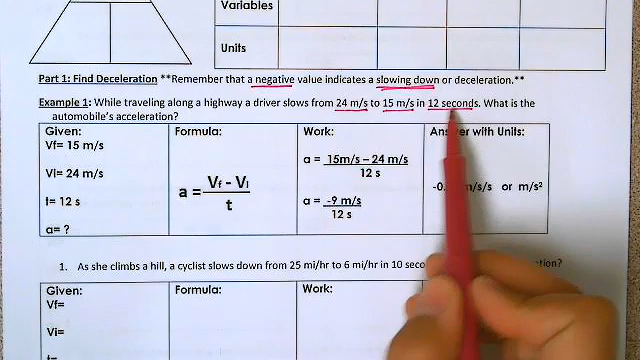 Variables
Units
Part 1: Find Deceleration **Remember that a negative value indicates a slowing down or deceleration.**
Example 1: While traveling along a highway a driver slows from 24 m/s to 15 m/s in 12 seconds. What is the
automobile's acceleration?
Given: Formula: Work: Answer with Units:
Vf= 15 m/s
Vi= 24 m/s
t= 12 s
a= ?
a = Vf - Vi
t
a = 15m/s – 24 m/s
12 s
a = -9 m/s
12 s
m/s/s or m/s²
1. As she climbs a hill, a cyclist slows down from 25 mi/hr to 6 mi/hr in 10
Given: Formula: Work:
Vf=
Vi=
t=